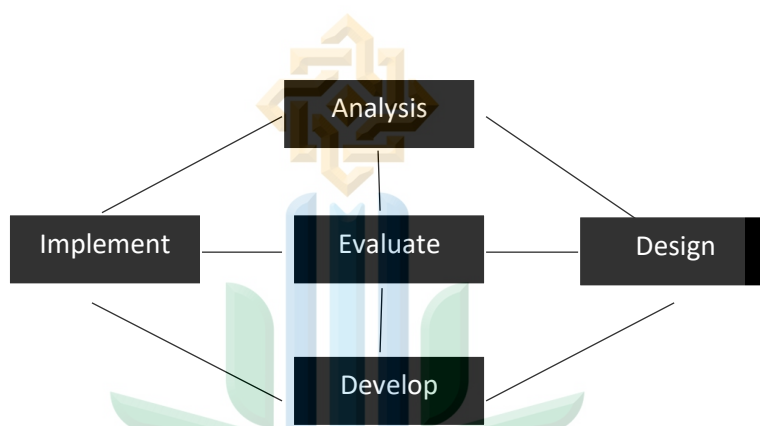 Analysis
Implement
Evaluate
Design
Develop